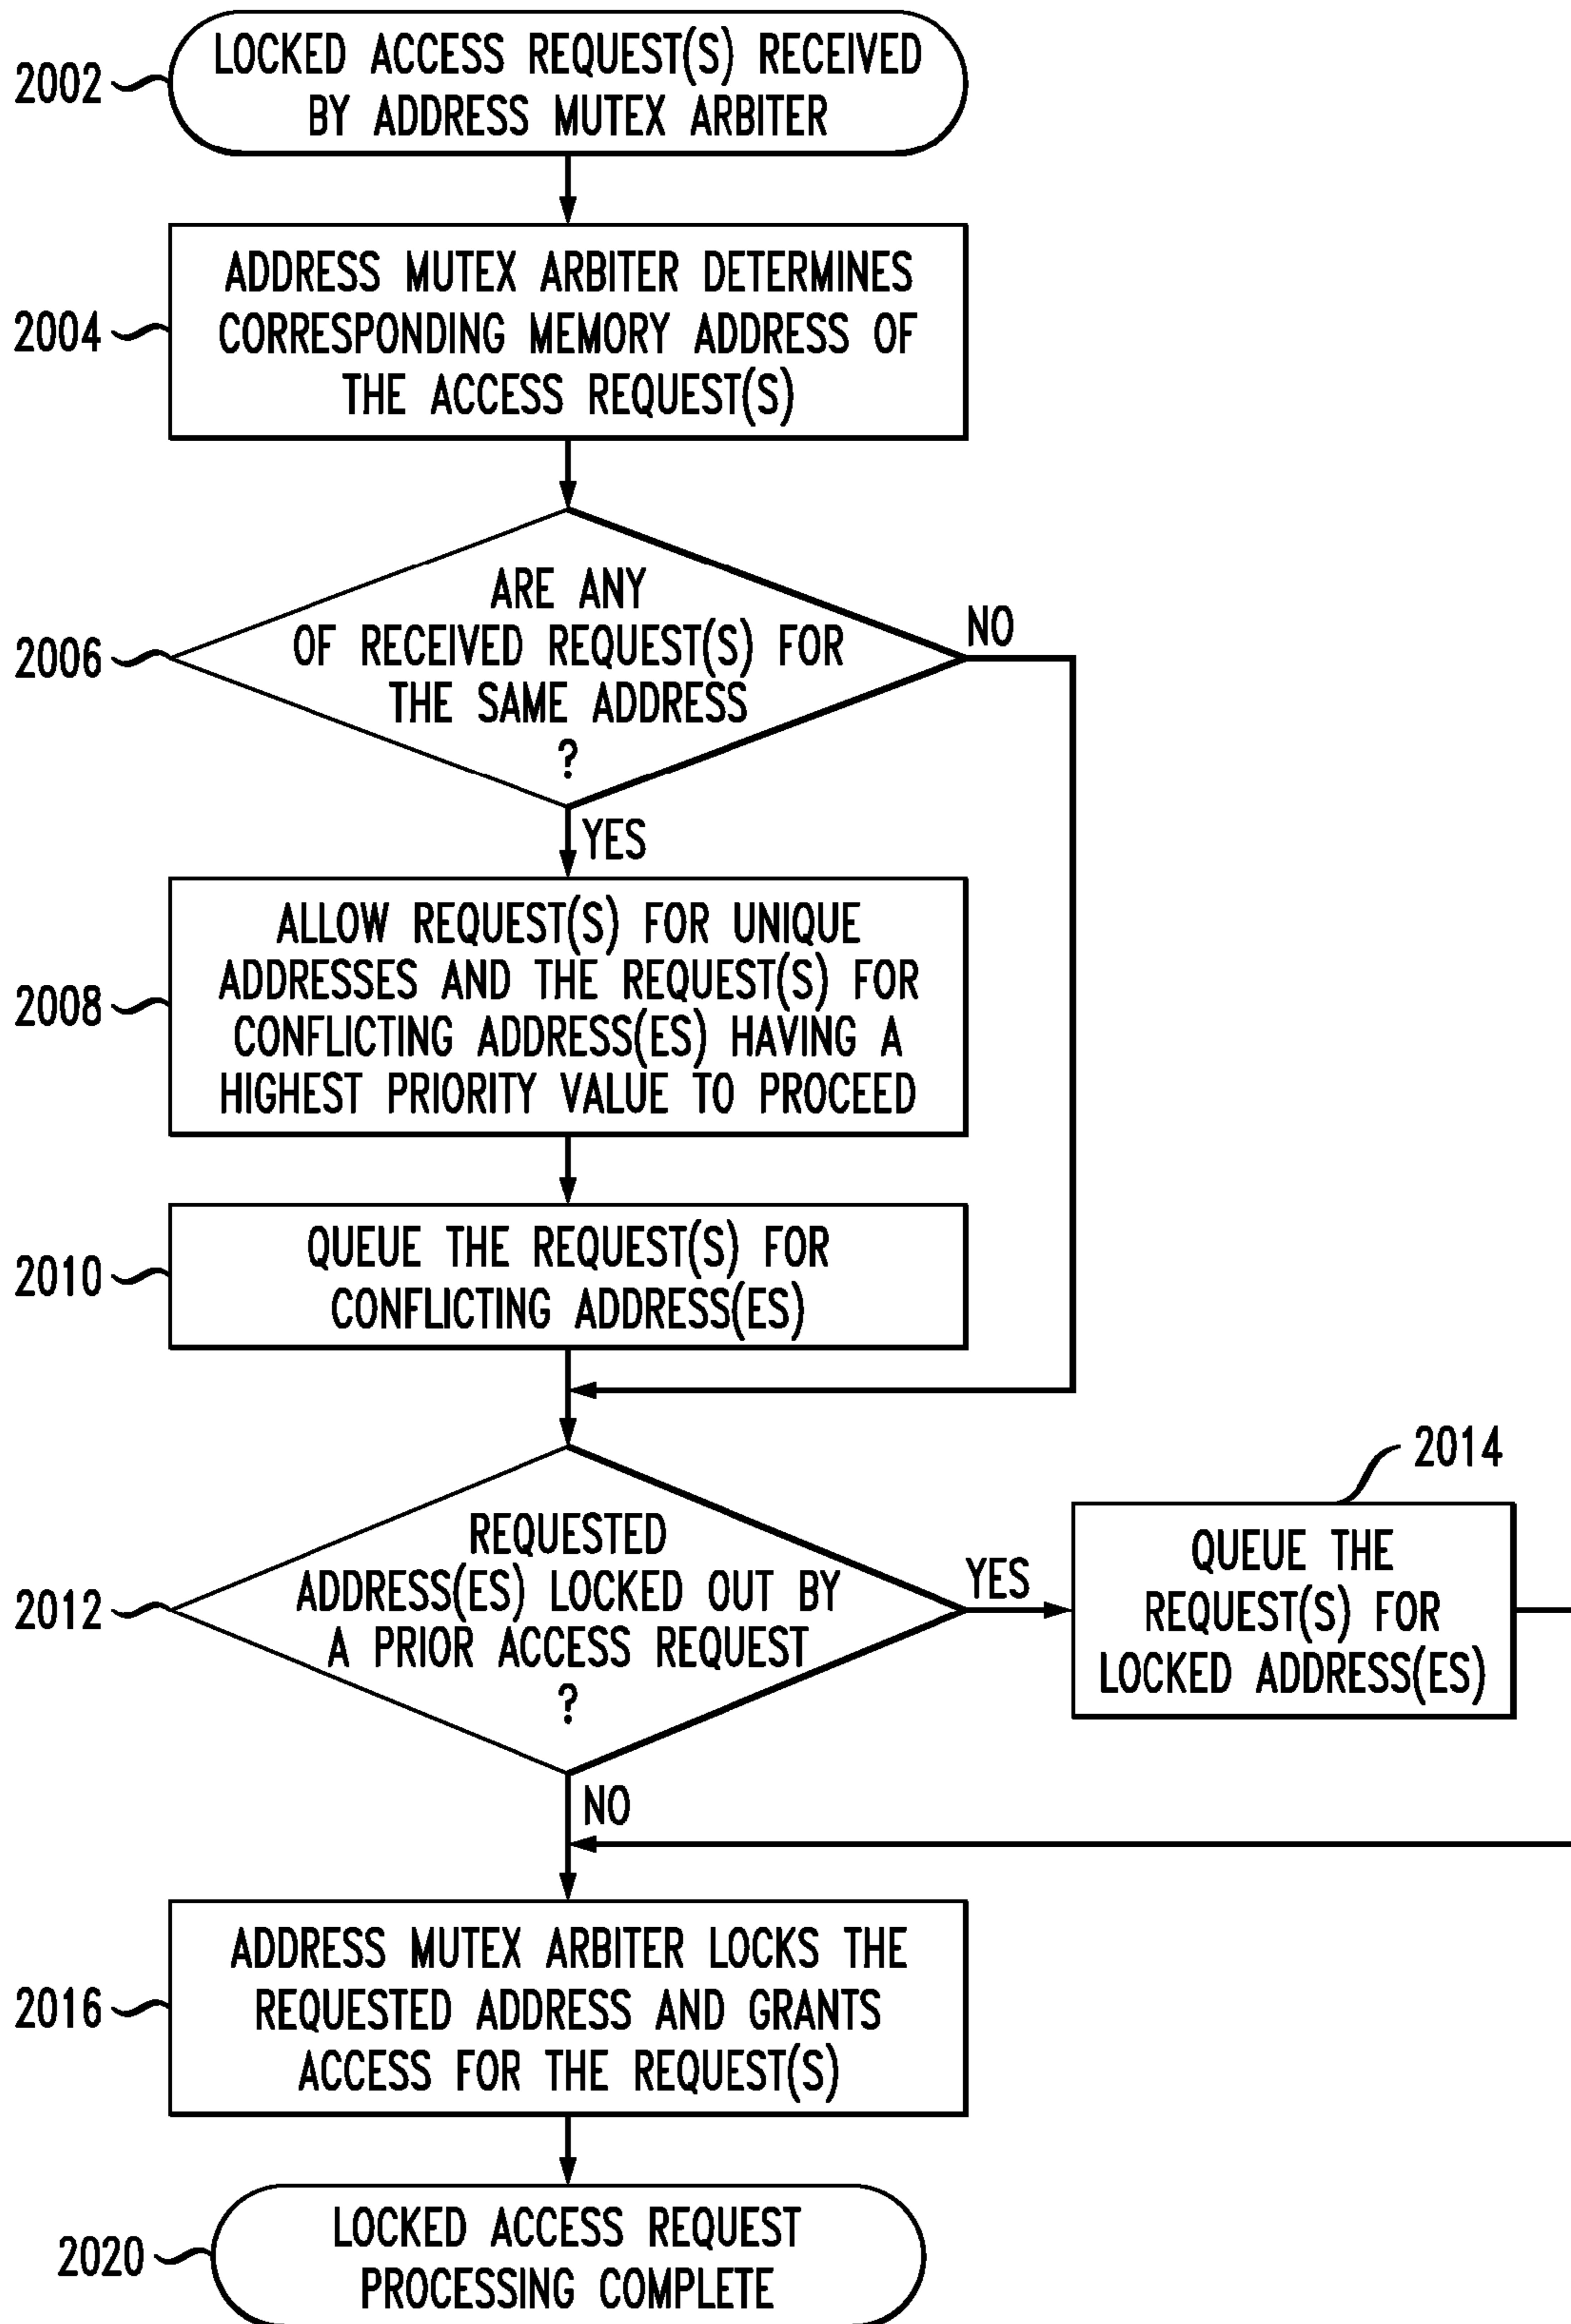 2002
LOCKED ACCESS REQUEST(S) RECEIVED
BY ADDRESS MUTEX ARBITER
2004
ADDRESS MUTEX ARBITER DETERMINES
CORRESPONDING MEMORY ADDRESS OF
THE ACCESS REQUEST(S)
2006
ARE ANY
OF RECEIVED REQUEST(S) FOR
THE SAME ADDRESS
?
NO
YES
2008
ALLOW REQUEST(S) FOR UNIQUE
ADDRESSES AND THE REQUEST(S) FOR
CONFLICTING ADDRESS(ES) HAVING A
HIGHEST PRIORITY VALUE TO PROCEED
2010
QUEUE THE REQUEST(S) FOR
CONFLICTING ADDRESS(ES)
2012
REQUESTED
ADDRESS(ES) LOCKED OUT BY
A PRIOR ACCESS REQUEST
?
YES
2014
QUEUE THE
REQUEST(S) FOR
LOCKED ADDRESS(ES)
NO
2016
ADDRESS MUTEX ARBITER LOCKS THE
REQUESTED ADDRESS AND GRANTS
ACCESS FOR THE REQUEST(S)
2020
LOCKED ACCESS REQUEST
PROCESSING COMPLETE